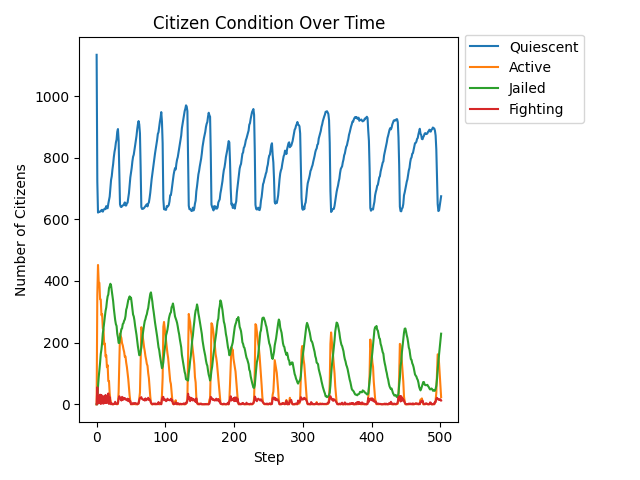 Citizen Condition Over Time
Quiescent
Active
Jailed
Fighting
Number of Citizens
1000
800
600
400
200
0
0 100 200 300 400 500
Step